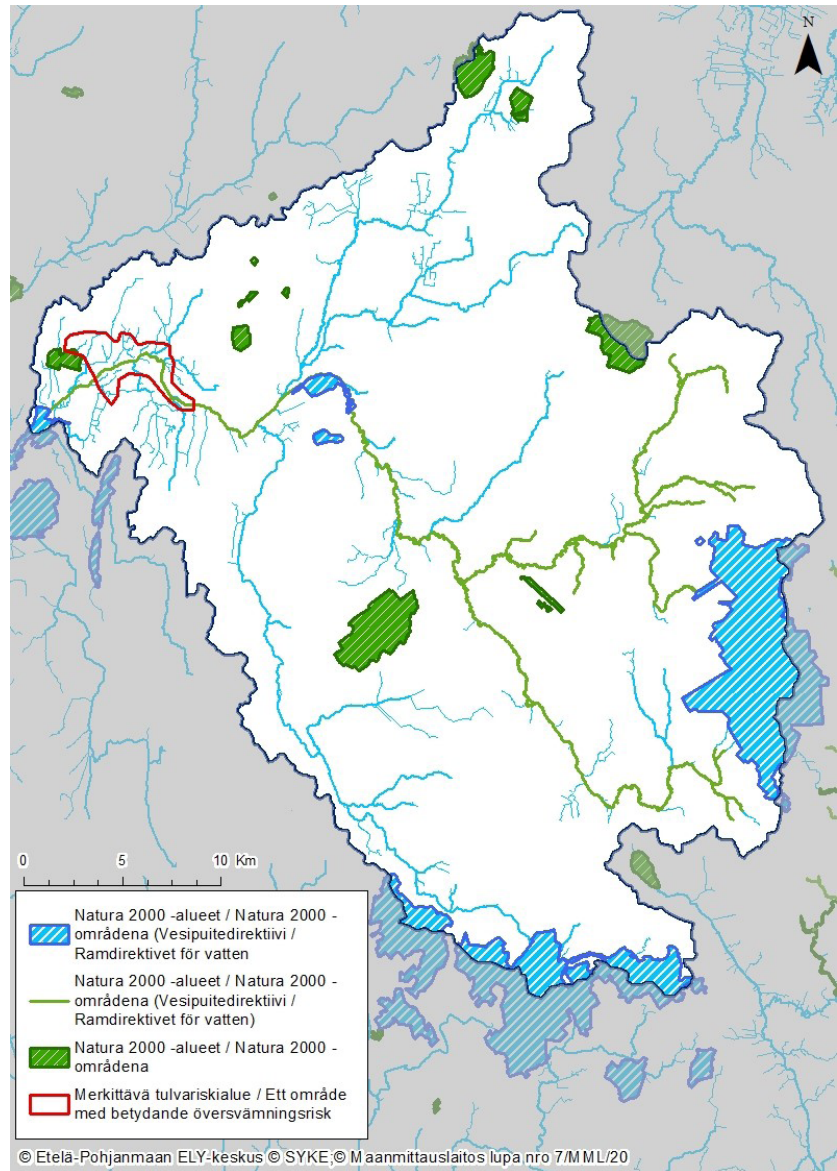 N
0 5 10 Km
Natura 2000 -alueet / Natura 2000 -
områdena (Vesipuitedirektiivi /
Ramdirektivet för vatten
Natura 2000 -alueet / Natura 2000 -
områdena (Vesipuitedirektiivi /
Ramdirektivet för vatten)
Natura 2000 -alueet / Natura 2000 -
områdena
Merkittävä tulvariskialue / Ett område
med betydande översvämningsrisk
© Etelä-Pohjanmaan ELY-keskus © SYKE;© Maanmittauslaitos lupa nro 7/MML/20